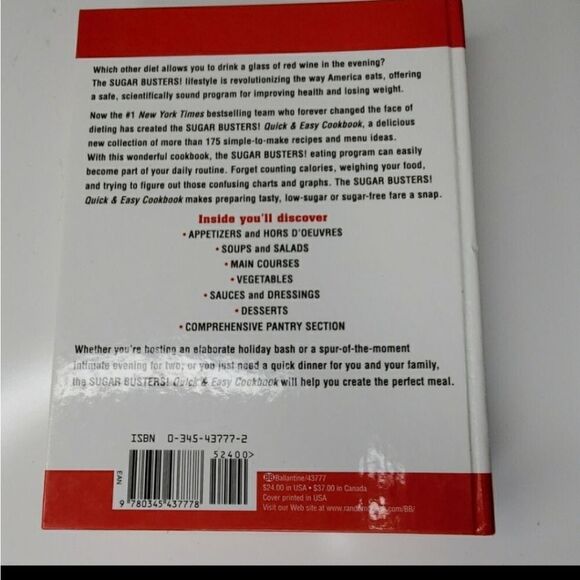 Which other diet allows you to drink a glass of red wine in the evening?
The SUGAR BUSTERS! lifestyle is revolutionizing the way America eats, offering
a safe, scientifically sound program for improving health and losing weight.
Now the #1 New York Times bestselling team who forever changed the face of
dieting has created the SUGAR BUSTERS! Quick & Easy Cookbook, a delicious
new collection of more than 175 simple-to-make recipes and menu ideas.
With this wonderful cookbook, the SUGAR BUSTERS! eating program can easily
become part of your daily routine. Forget counting calories, weighing your food,
and trying to figure out those confusing charts and graphs. The SUGAR BUSTERS!
Quick & Easy Cookbook makes preparing tasty, low-sugar or sugar-free fare a snap.
Inside you'll discover
• APPETIZERS and HORS D'OEUVRES
• SOUPS and SALADS
• MAIN COURSES
• VEGETABLES
• SAUCES and DRESSINGS
• DESSERTS
• COMPREHENSIVE PANTRY SECTION
Whether you're hosting an elaborate holiday bash or a spur-of-the-moment
intimate evening for two, or you just need a quick dinner for you and your family,
the SUGAR BUSTERS! Quick & Easy Cookbook will help you create the perfect meal.
ISBN 0-345-43777-2
52400>
EAN
9 780345 437778
BB Ballantine/43777
$24.00 in USA • $37.00 in Canada
Cover printed in USA
Visit our Web site at /BB/